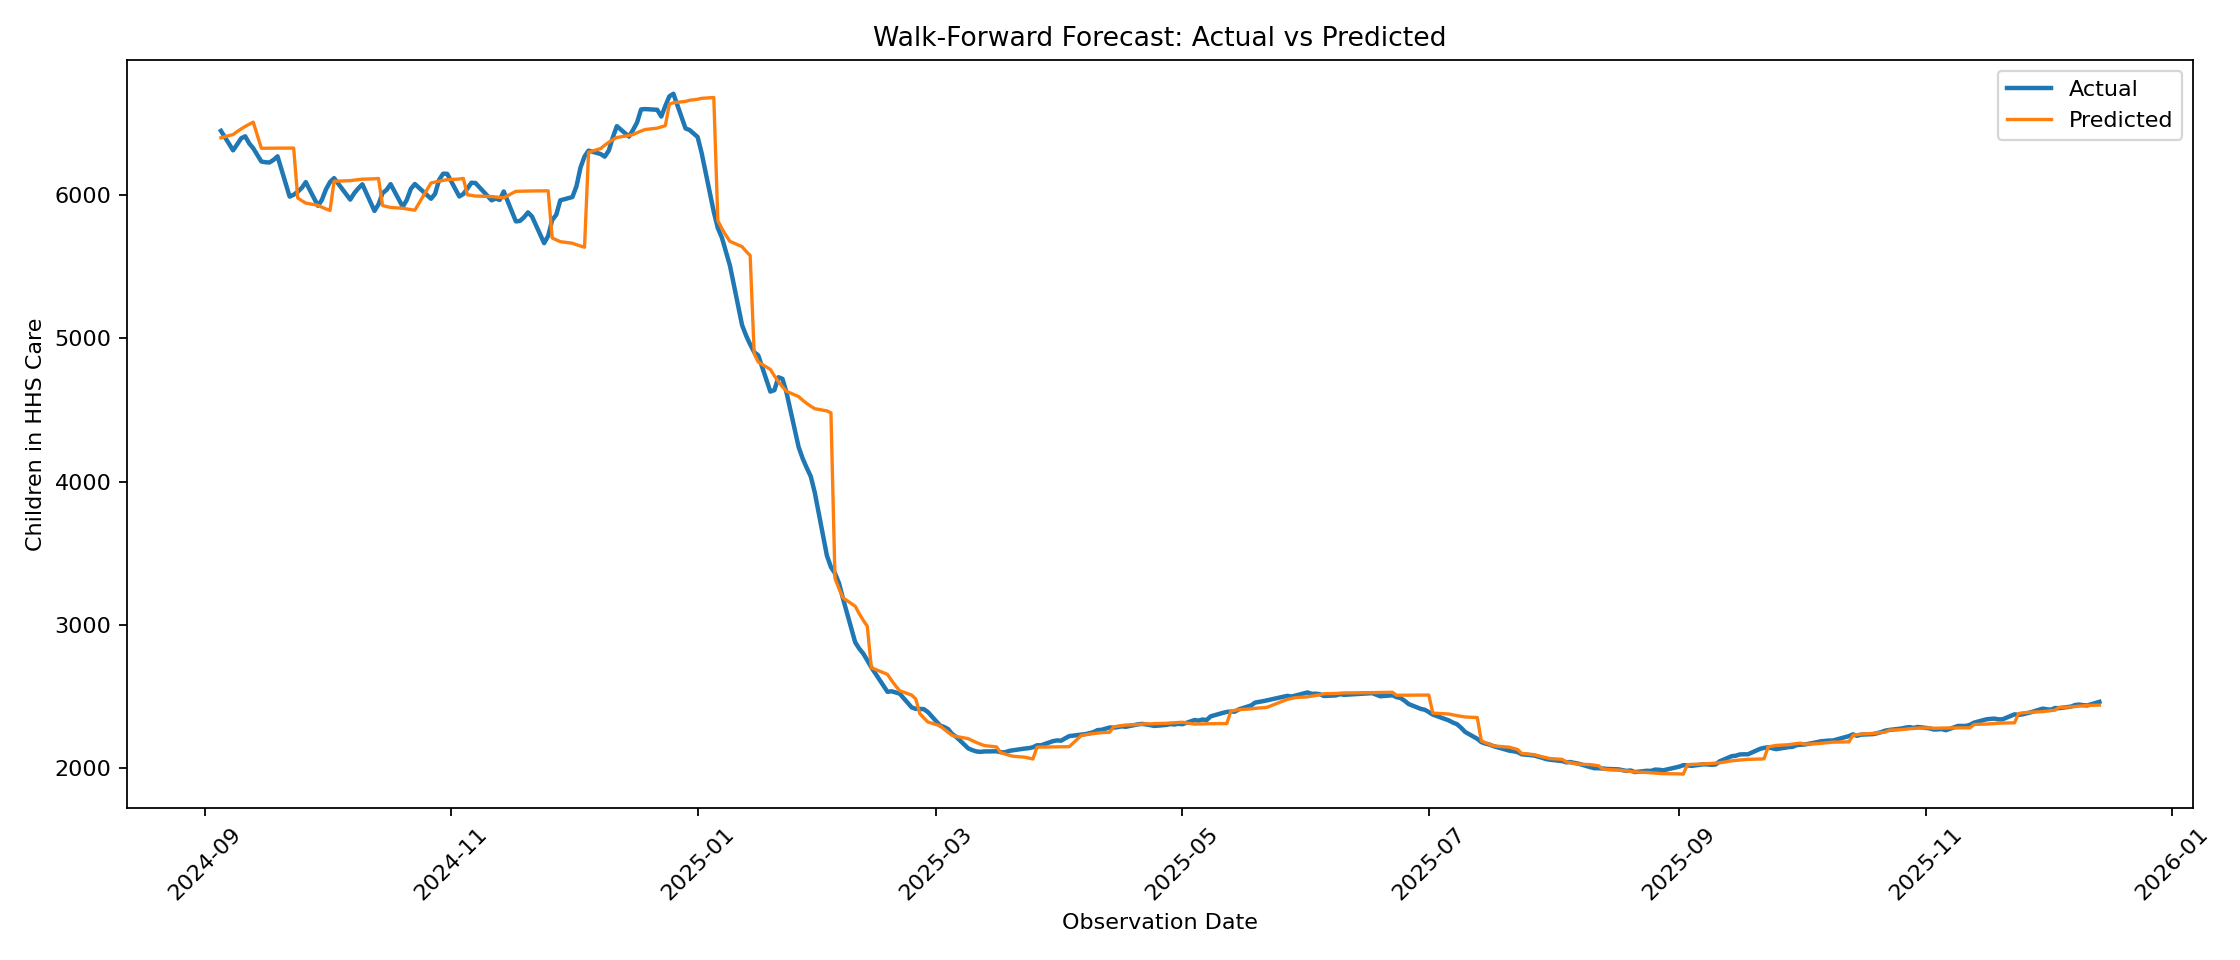 Walk-Forward Forecast: Actual vs Predicted
Actual
Predicted
Children in HHS Care
6000
5000
4000
3000
2000
2024-09
2024-11
2025-01
2025-03
2025-05
2025-07
2025-09
2025-11
2026-01
Observation Date